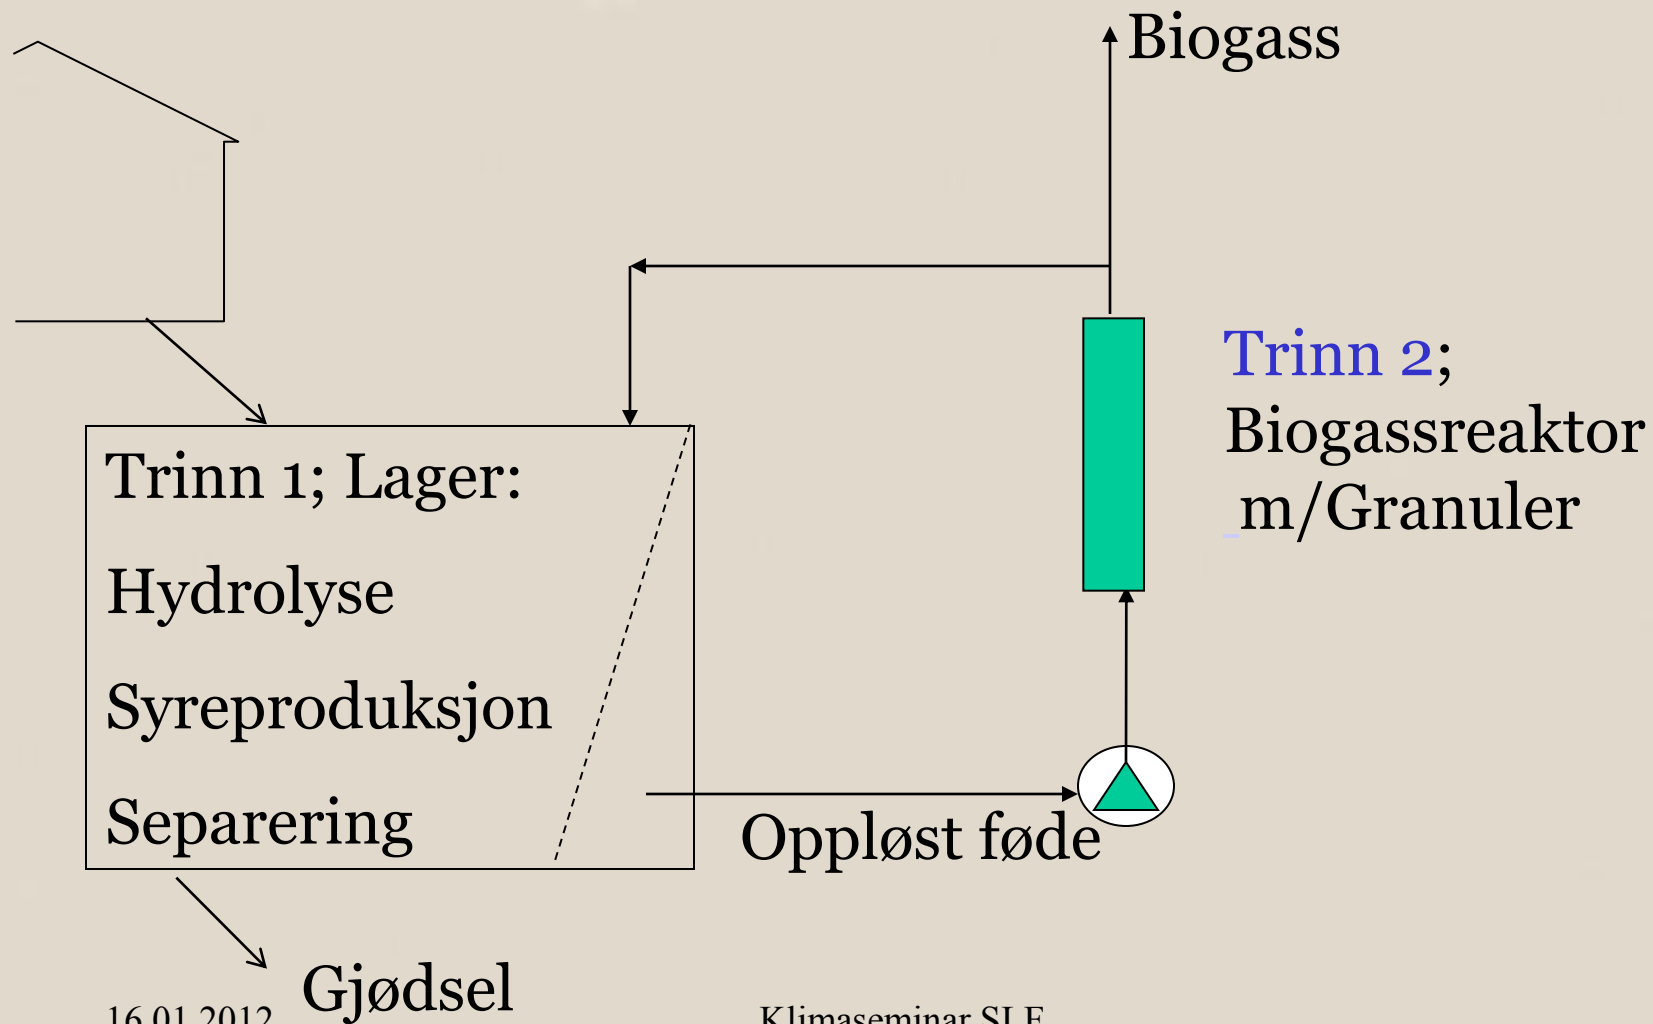 Biogass
Trinn 2;
Biogassreaktor
m/Granuler
Trinn 1; Lager:
Hydrolyse
Syreproduksjon
Separering
Oppløst føde
Gjødsel
16.01.2012
Klimaseminar SLF